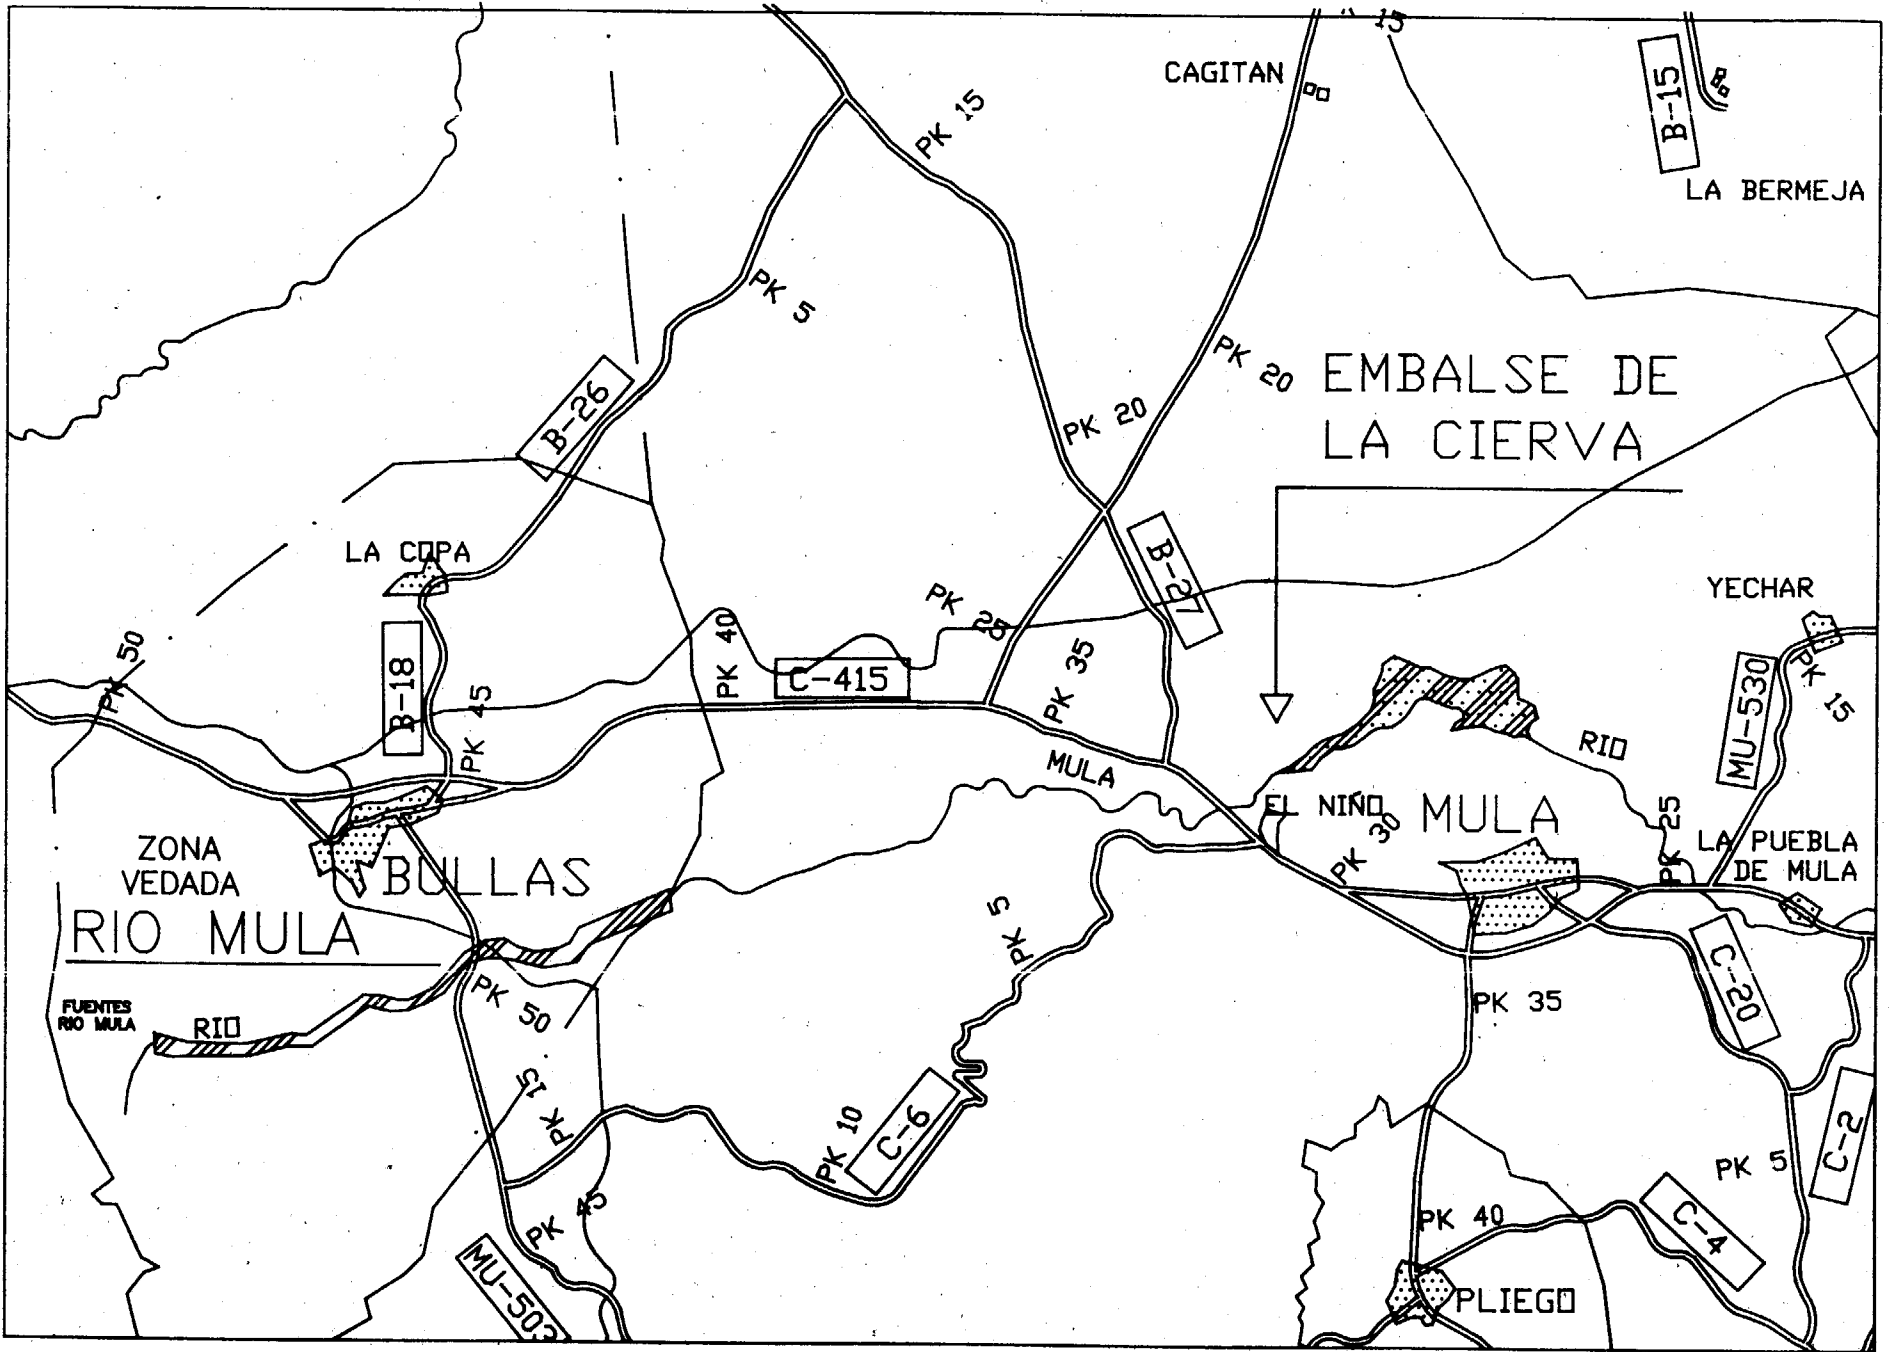 PK 15
CAGITAN
B-15
LA BERMEJA
PK 15
PK 5
PK 20
EMBALSE DE
LA CIERVA
B-26
PK 20
LA COPA
B-27
PK 25
YECHAR
PK 50
B-18
PK 45
PK 40
C-415
PK 35
MU-530
PK 15
MULA
RIO
EL NIÑO
MULA
PK 30
PK 25
LA PUEBLA
DE MULA
ZONA
VEDADA
RIO MULA
BULLAS
PK 5
C-20
FUENTES
RIO MULA
RIO
PK 50
PK 35
PK 15
PK 10
C-6
C-2
PK 5
PK 45
MU-503
PK 40
C-4
PLIEGO